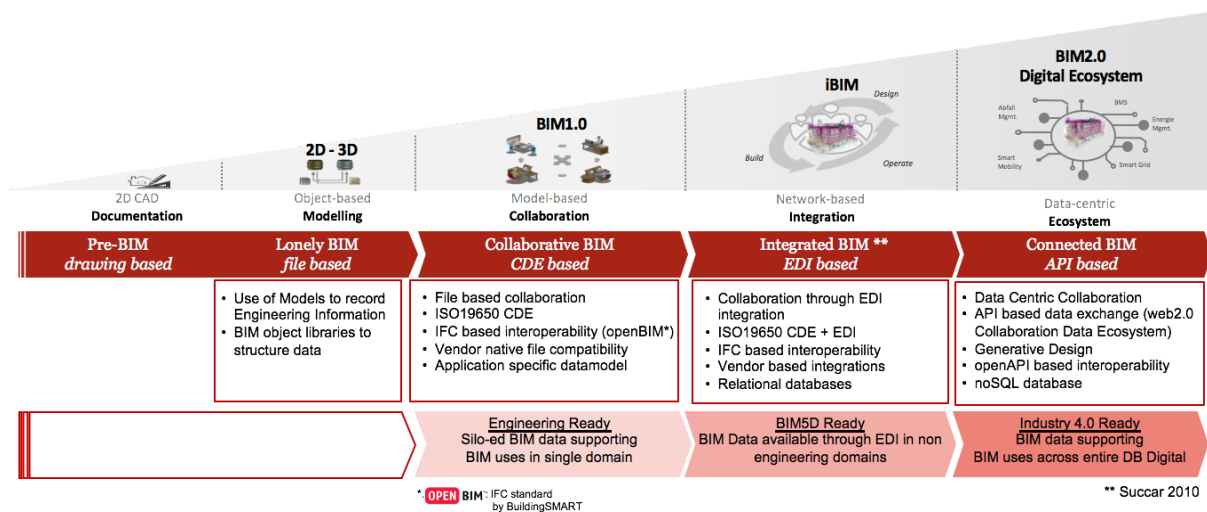 BIM2.0
Digital Ecosystem
Abfall
Mgmt.
BMS
Energie
Mgmt.
Smart
Mobility
Smart Grid
iBIM
Design
Build
Operate
BIM1.0
2D - 3D
2D CAD
Documentation
Object-based
Modelling
Model-based
Collaboration
Network-based
Integration
Data-centric
Ecosystem
Pre-BIM
drawing based
Lonely BIM
file based
Collaborative BIM
CDE based
Integrated BIM **
EDI based
Connected BIM
API based
• Use of Models to record
Engineering Information
• BIM object libraries to
structure data
• File based collaboration
• ISO19650 CDE
• IFC based interoperability (openBIM*)
• Vendor native file compatibility
• Application specific datamodel
• Collaboration through EDI
integration
• ISO19650 CDE + EDI
• IFC based interoperability
• Vendor based integrations
• Relational databases
• Data Centric Collaboration
• API based data exchange (web2.0
Collaboration Data Ecosystem)
• Generative Design
• openAPI based interoperability
• noSQL database
Engineering Ready
Silo-ed BIM data supporting
BIM uses in single domain
BIM5D Ready
BIM Data available through EDI in non
engineering domains
Industry 4.0 Ready
BIM data supporting
BIM uses across entire DB Digital
*. OPEN BIM: IFC standard
by BuildingSMART
** Succar 2010